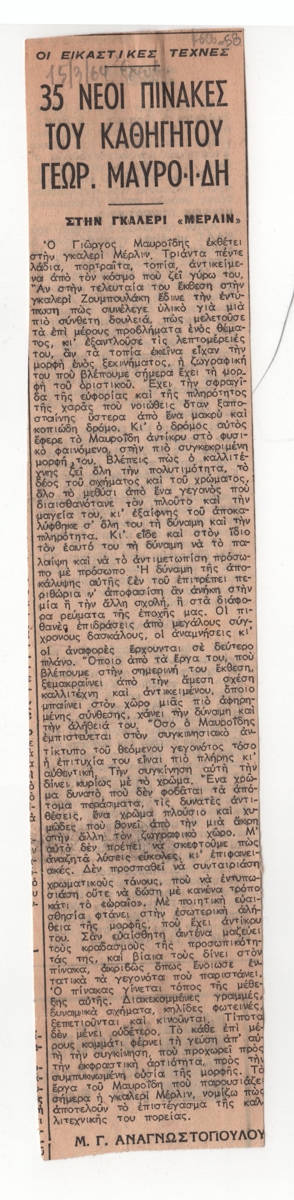 ΟΙ ΕΙΚΑΣΤΙΚΕΣ ΤΕΧΝΕΣ
15/3/64
35 ΝΕΟΙ ΠΙΝΑΚΕΣ
ΤΟΥ ΚΑΘΗΓΗΤΟΥ
ΓΕΩΡ. ΜΑΥΡΟ·Ι·ΔΗ
ΣΤΗΝ ΓΚΑΛΕΡΙ «ΜΕΡΛΙΝ»
Ὁ Γιῶργος Μαυροΐδης ἐκθέτει
στὴν γκαλερὶ Μέρλιν, Τριάντα πέντε
λάδια, πορτραῖτα, τοπία, ἀντικείμε-
να ἀπὸ τὸν κόσμο ποὺ ζεῖ γύρω του.
Ἂν στὴν τελευταία του ἔκθεση στὴν
γκαλερὶ Ζουμπουλάκη ἔδινε τὴν ἐντύ-
πωση πὼς συνέλεγε ὑλικὸ γιὰ μιὰ
πιὸ σύνθετη δουλειά, πὼς μελετοῦσε
τὰ ἐπὶ μέρους προβλήματα ἑνὸς θέμα-
τος, κι' ἐξαντλοῦσε τὶς λεπτομέρειές
του, ἂν τὰ τοπία ἐκεῖνα εἶχαν τὴν
μορφὴ ἑνὸς ξεκινήματος, ἡ ζωγραφική
του ποὺ βλέπουμε σήμερα ἔχει τὴ μορ-
φὴ τοῦ ὁριστικοῦ. Ἔχει τὴν σφραγῖ-
δα τῆς εὐφορίας καὶ τῆς πληρότητος
τῆς χαρᾶς ποὺ νοιώθεις ὅταν ξαπο-
σταίνης ὕστερα ἀπὸ ἕνα μακρὺ καὶ
κοπιώδη δρόμο. Κι' ὁ δρόμος αὐτὸς
ἔφερε τὸ Μαυροΐδη ἀντίκρυ στὸ φυσι-
κὸ φαινόμενο, στὴν πιὸ συγκεκριμένη
μορφή του. Βλέπεις πὼς ὁ καλλιτέ-
χνης ζεῖ ὅλη τὴν πολυτιμότητα, τὸ
δέος τοῦ σχήματος καὶ τοῦ χρώματος,
ὅλο τὸ μεθύσι ἀπὸ ἕνα γεγονὸς ποὺ
διαισθανόταν τὸν πλοῦτο καὶ τὴν
μαγεία του, κι' ἐξαίφνης τοῦ ἀποκα-
λύφθηκε σ' ὅλη του τὴ δύναμη καὶ τὴν
πληρότητα. Κι' εἶδε καὶ στὸν ἴδιο
τὸν ἑαυτό του τὴ δύναμη νὰ τὸ πα-
λαίψη καὶ νὰ τὸ ἀντιμετωπίση πρόσω-
πο μὲ πρόσωπο. Ἡ δύναμη τῆς ἀπο-
κάλυψης αὐτῆς δὲν τοῦ ἐπιτρέπει πε-
ριθώρια ν' ἀποφασίση ἂν ἀνήκη στὴν
μία ἢ τὴν ἄλλη σχολή, ἢ στὰ διάφο-
ρα ρεύματα τῆς ἐποχῆς μας. Οἱ πι-
θανὲς ἐπιδράσεις ἀπὸ μεγάλους συγ-
χρονους δασκάλους, οἱ ἀναμνήσεις κι'
οἱ ἀναφορὲς ἔρχουνται σὲ δεύτερο
πλάνο. Ὅποιο ἀπὸ τὰ ἔργα του, ποὺ
βλέπουμε στὴν σημερινή του ἔκθεση,
ξεμακραίνει ἀπὸ τὴν ἄμεση σχέση
καλλιτέχνη καὶ ἀντικειμένου, ὅποιο
μπαίνει στὸν χῶρο μιᾶς πιὸ ἀφηρη-
μένης σύνθεσης, χάνει τὴν δύναμη καὶ
τὴν ἀλήθειά του. Ὅσο ὁ Μαυροΐδης
ἐμπιστεύεται στὸν συγκινησιακὸ ἀν-
τίκτυπο τοῦ θεόμενου γεγονότος τόσο
ἡ ἐπιτυχία του εἶναι πιὸ πλήρης κι'
αὐθεντική. Τὴν συγκίνηση αὐτὴ τὴν
δίνει κυρίως μὲ τὸ χρῶμα. Ἕνα χρῶ-
μα δυνατὸ ποὺ δὲν φοβᾶται τὰ ἀπό-
τομα περάσματα, τὶς δυνατὲς ἀντι-
θέσεις, ἕνα χρῶμα πλούσιο καὶ χυ-
μῶδες ποὺ δονεῖ ἀπὸ τὴν μιὰ ἄκρη
στὴν ἄλλη τὸν ζωγραφικὸ χῶρο. Μ'
αὐτὸ δὲν πρέπει νὰ σκεφτοῦμε πὼς
ἀναζητᾶ λύσεις εὔκολες, κι' ἐπιφανει-
ακές. Δὲν προσπαθεῖ νὰ συνταιριάση
χρωματικοὺς τόνους, ποὺ νὰ ἐντυπω-
σιάση οὔτε νὰ δώση μὲ κανένα τρόπο
κάτι τὸ ὡραῖο». Μὲ ποιητικὴ εὐαι-
σθησία φτάνει στὴν ἐσωτερικὴ ἀλή-
θεια τῆς μορφῆς, ποὺ ἔχει ἀντίκρυ
του. Σὰν εὐαίσθητη ἀντένα μαζεύει
τοὺς κραδασμοὺς τῆς προσωπικότη-
τάς της, καὶ βίαια τοὺς δίνει στὸν
πίνακα, ἀκριβῶς ὅπως ἔνοιωσε ἐν-
τατικὰ τὰ γεγονότα ποὺ παριστάνει.
Ὁ πίνακας γίνεται τόπος τῆς μέθε-
ξης αὐτῆς. Διακεκομμένες γραμμές,
δυναμικὰ σχήματα, κηλίδες φωτεινές,
ξεπετιοῦνται καὶ κινοῦνται. Τίποτα
δὲν μένει οὐδέτερο. Τὸ κάθε ἐπὶ μέ-
ρους κομμάτι φέρνει τὴ γεύση ἀπ' αὐ-
τὴ τὴν συγκίνηση, ποὺ προχωρεῖ πρὸς
τὴν ἐκφραστικὴ ἀρτιότητα, πρὸς τὴν
συμπυκνωμένη οὐσία τῆς μορφῆς. Τὸ
ἔργα τοῦ Μαυροΐδη ποὺ παρουσιάζει
σήμερα ἡ γκαλερὶ Μέρλιν, νομίζω πὼς
ἀποτελοῦν τὸ ἐπιστέγασμα τῆς καλ-
λιτεχνικῆς του πορείας.
Μ. Γ. ΑΝΑΓΝΩΣΤΟΠΟΥΛΟΥ